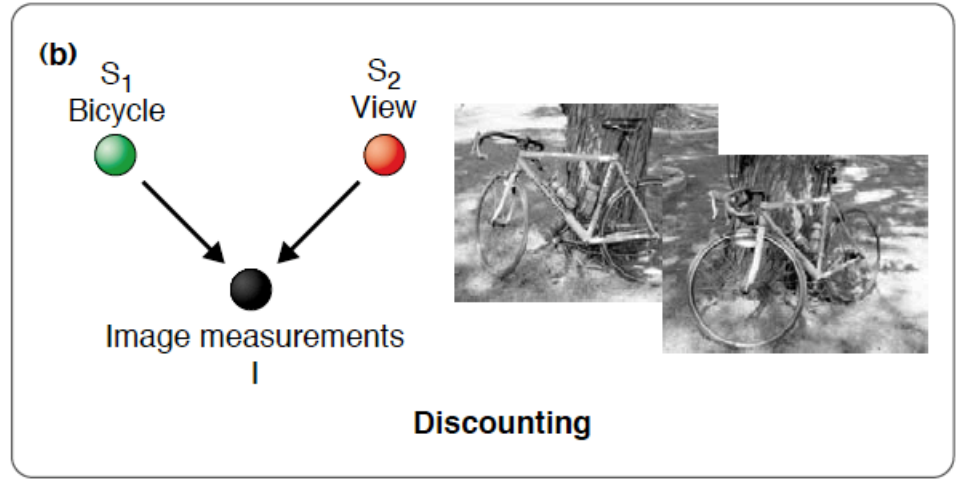 (b)
S1
Bicycle
S2
View
Image measurements
I
Discounting